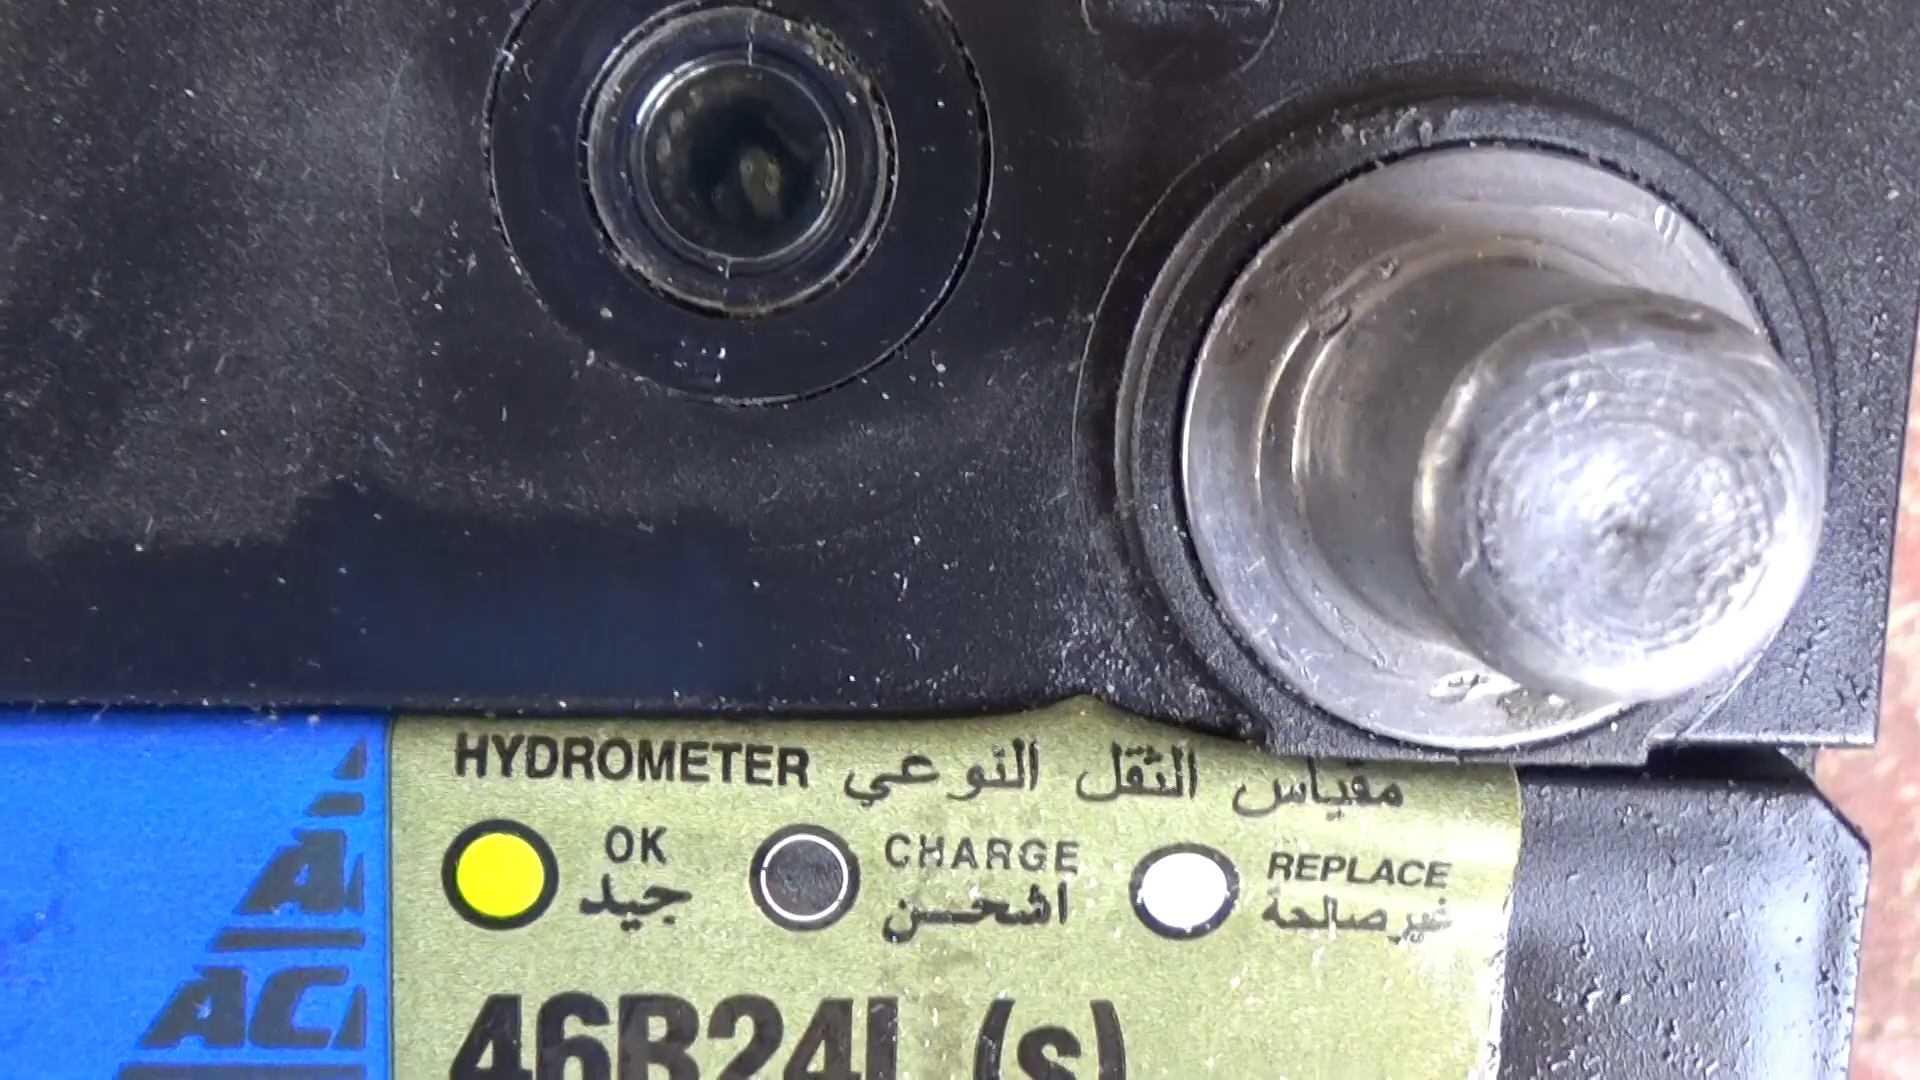 HYDROMETER مقياس الثقل النوعي
OK
جيد
CHARGE
اشحن
REPLACE
غير صالحة
46B24L (s)